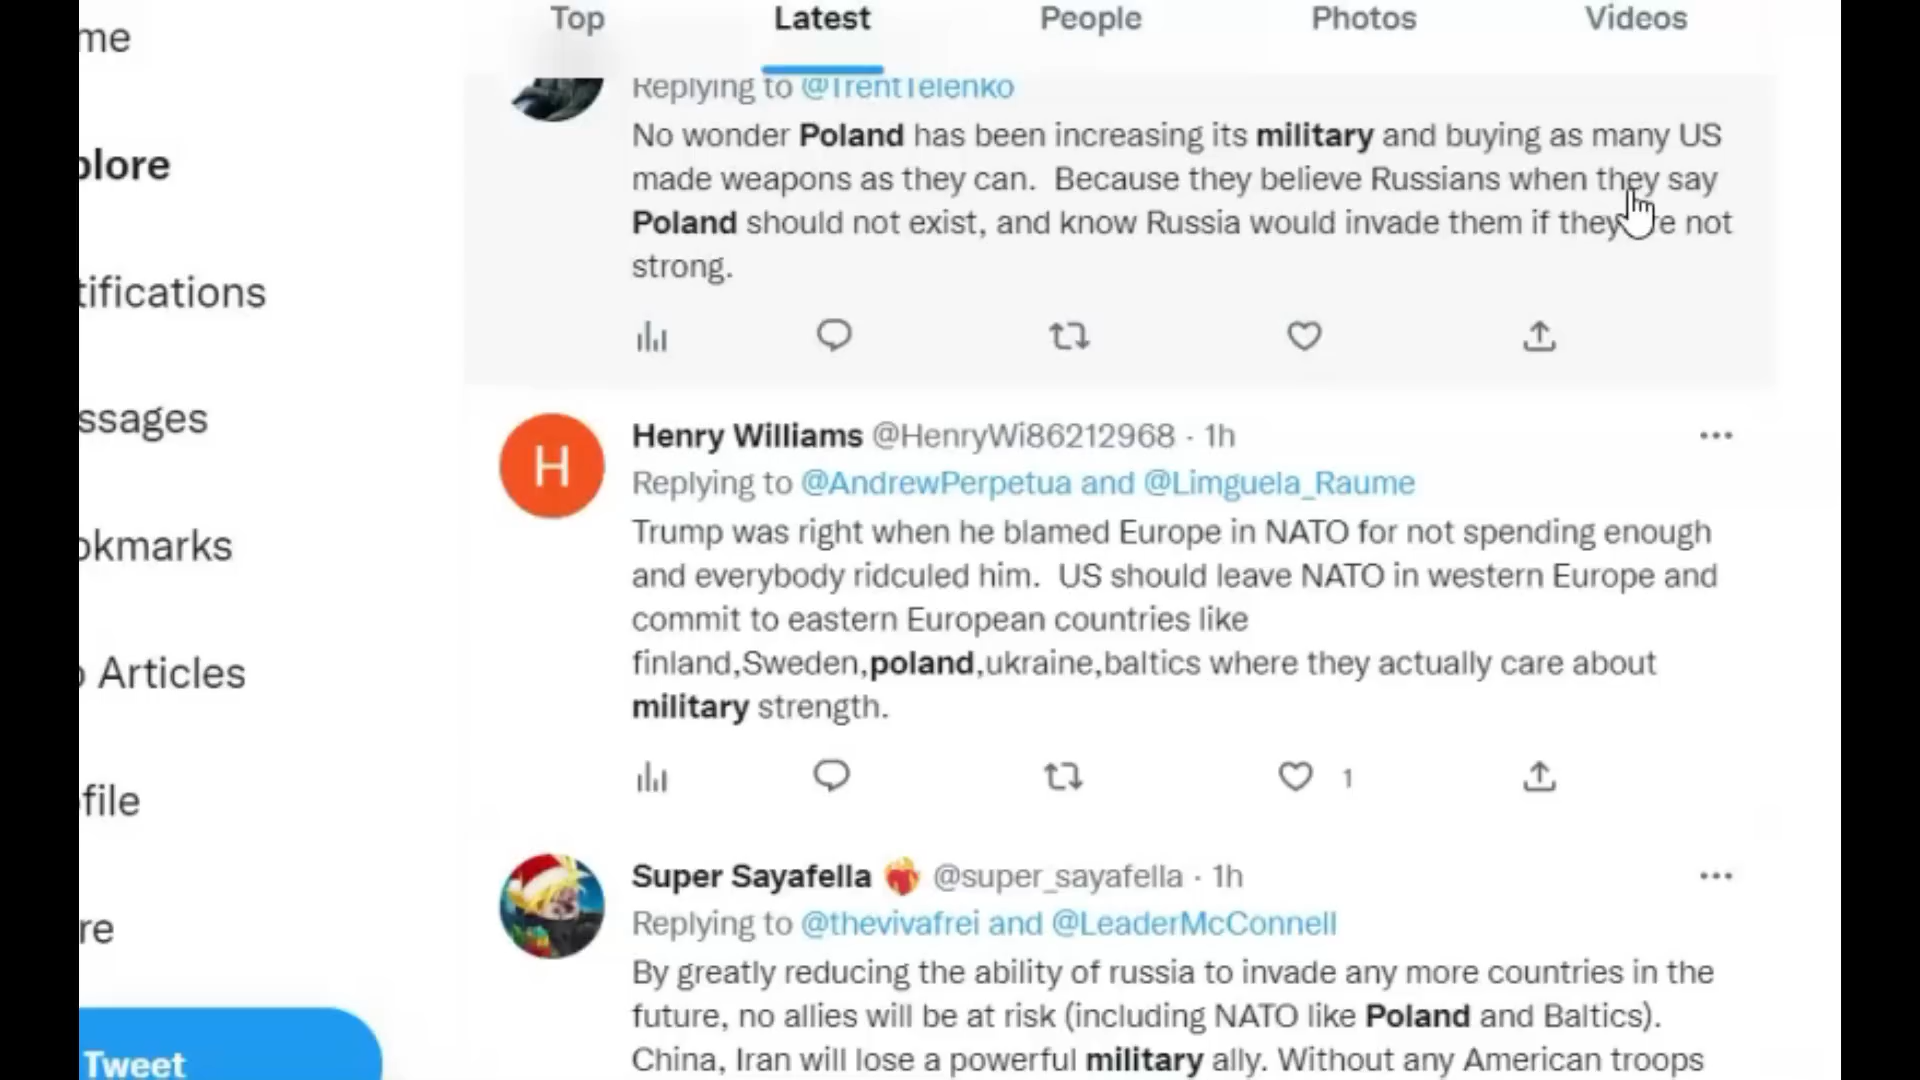 Top Latest People Photos Videos
me
plore
tifications
ssages
okmarks
Articles
file
re
Tweet
Replying to @TrentTelenko
No wonder Poland has been increasing its military and buying as many US
made weapons as they can. Because they believe Russians when they say
Poland should not exist, and know Russia would invade them if they're not
strong.
H
Henry Williams @HenryWi86212968 · 1h
Replying to @AndrewPerpetua and @Limguela_Raume
Trump was right when he blamed Europe in NATO for not spending enough
and everybody ridculed him. US should leave NATO in western Europe and
commit to eastern European countries like
finland,Sweden,poland,ukraine,baltics where they actually care about
military strength.
1
Super Sayafella @super_sayafella · 1h
Replying to @thevivafrei and @LeaderMcConnell
By greatly reducing the ability of russia to invade any more countries in the
future, no allies will be at risk (including NATO like Poland and Baltics).
China, Iran will lose a powerful military ally. Without any American troops